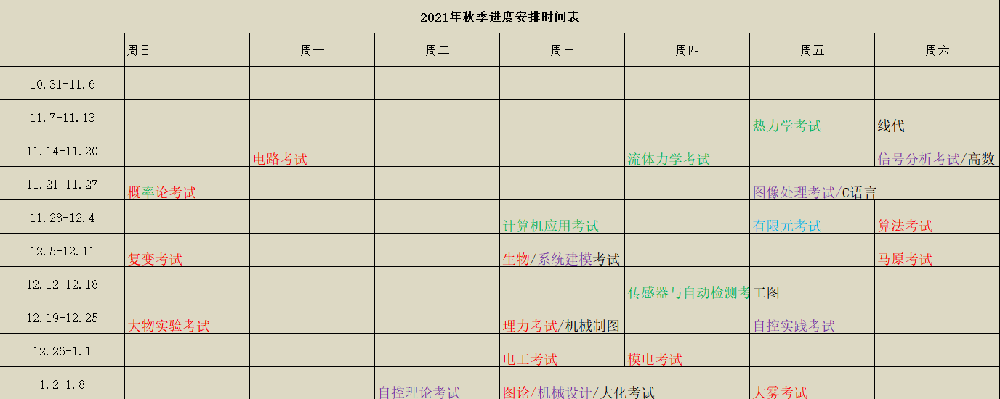 2021年秋季进度安排时间表
周日 周一 周二 周三 周四 周五 周六
10.31-11.6
11.7-11.13 热力学考试 线代
11.14-11.20 电路考试 流体力学考试 信号分析考试/高数
11.21-11.27 概率论考试 图像处理考试/C语言
11.28-12.4 计算机应用考试 有限元考试 算法考试
12.5-12.11 复变考试 生物/系统建模考试 马原考试
12.12-12.18 传感器与自动检测考 工图
12.19-12.25 大物实验考试 理力考试/机械制图 自控实践考试
12.26-1.1 电工考试 模电考试
1.2-1.8 自控理论考试 图论/机械设计/大化考试 大雾考试